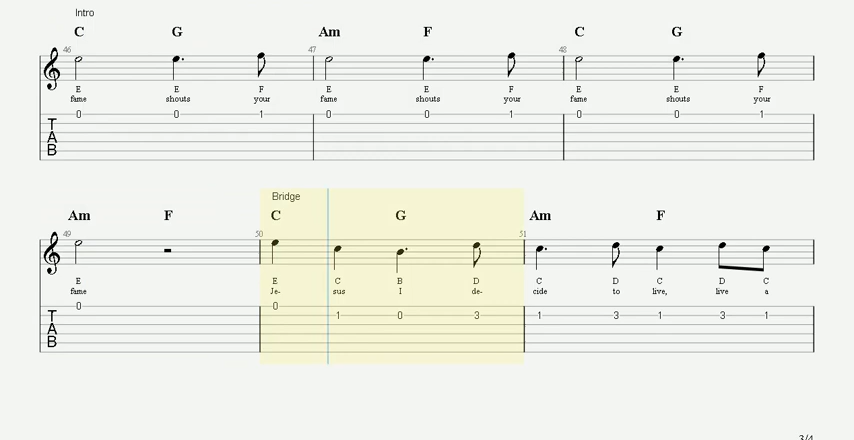 Intro
C G Am F C G
46 47 48
E E F E E F E E F
fame shouts your fame shouts your fame shouts your
0 0 1 0 0 1 0 0 1
T
A
B
Bridge
Am F C G Am F
49 50 51
E E C B D C D C D C
fame Je- sus I de- cide to live, live a
0 0
T 1 0 3 1 3 1 3 1
A
B
3/4